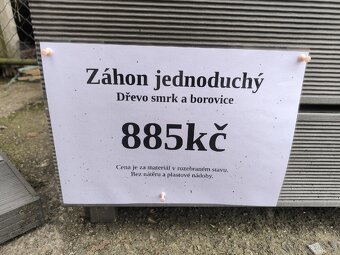 Záhon jednoduchý
Dřevo smrk a borovice
885kč
Cena je za materiál v rozebraném stavu.
Bez nátěru a plastové nádoby.